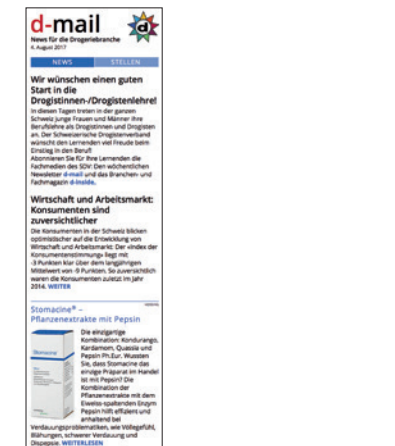 d-mail
News für die Drogeriebranche
4. August 2017
NEWS
STELLEN
Wir wünschen einen guten
Start in die
Drogistinnen-/Drogistenlehre!
In diesen Tagen treten in der ganzen
Schweiz junge Frauen und Männer ihre
Berufslehre als Drogistinnen und Drogisten
an. Der Schweizerische Drogistenverband
wünscht den Lernenden viel Freude beim
Einstieg in den Beruf!
Abonnieren Sie für Ihre Lernenden die
Fachmedien des SDV: Den wöchentlichen
Newsletter d-mail und das Branchen- und
Fachmagazin d-inside.
Wirtschaft und Arbeitsmarkt:
Konsumenten sind
zuversichtlicher
Die Konsumenten in der Schweiz blicken
optimistischer auf die Entwicklung von
Wirtschaft und Arbeitsmarkt: Der «Index der
Konsumentenstimmung» liegt mit
-3 Punkten klar über dem langjährigen
Mittelwert von -9 Punkten. So zuversichtlich
waren die Konsumenten zuletzt im Jahr
2014. WEITER
Stomacine® –
Pflanzenextrakte mit Pepsin
Stomacine
Die einzigartige
Kombination: Kondurango,
Kardamom, Quassia und
Pepsin Ph.Eur. Wussten
Sie, dass Stomacine das
einzige Präparat im Handel
ist mit Pepsin? Die
Kombination der
Pflanzenextrakte mit dem
Eiweiss-spaltenden Enzym
Pepsin hilft effizient und
anhaltend bei
Verdauungsproblematiken, wie Völlegefühl,
Blähungen, schwerer Verdauung und
Dispepsie. WEITERLESEN